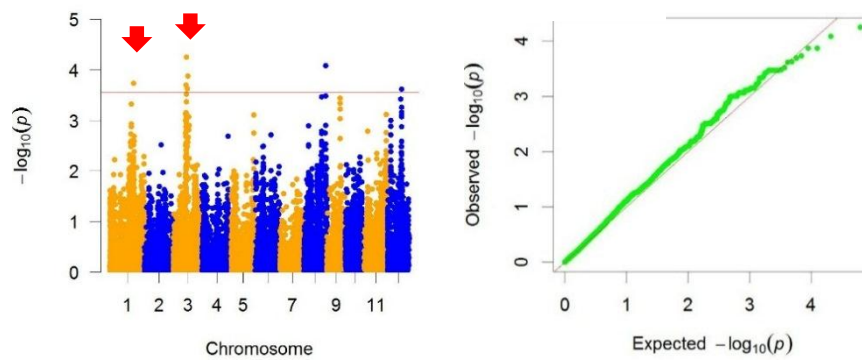 5
4
3
2
1
0
−log₁₀(p)
1 2 3 4 5 7 9 11
Chromosome
4
3
2
1
0
Observed −log₁₀(p)
0 1 2 3 4
Expected −log₁₀(p)